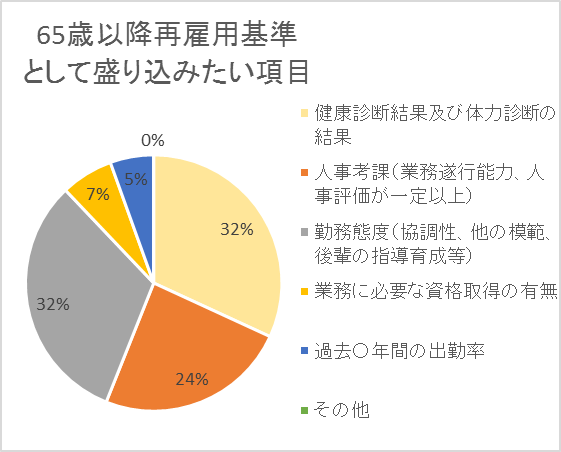 65歳以降再雇用基準
として盛り込みたい項目
0%
5%
7%
32%
32%
24%
健康診断結果及び体力診断の
結果
人事考課（業務遂行能力、人
事評価が一定以上）
勤務態度（協調性、他の模範、
後輩の指導育成等）
業務に必要な資格取得の有無
過去〇年間の出勤率
その他